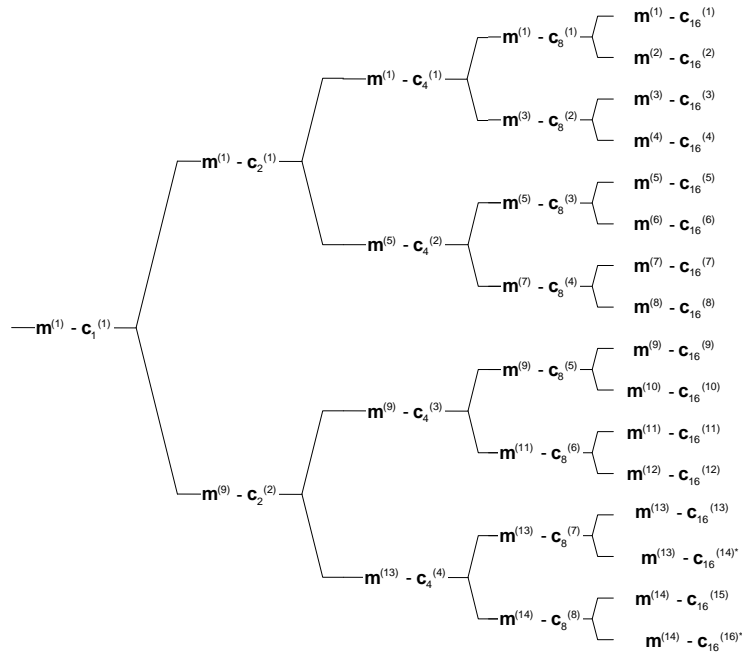 m(1) - c16(1)
m(1) - c8(1)
m(2) - c16(2)
m(1) - c4(1)
m(3) - c16(3)
m(3) - c8(2)
m(4) - c16(4)
m(1) - c2(1)
m(5) - c16(5)
m(5) - c8(3)
m(6) - c16(6)
m(5) - c4(2)
m(7) - c16(7)
m(7) - c8(4)
m(8) - c16(8)
m(1) - c1(1)
m(9) - c16(9)
m(9) - c8(5)
m(10) - c16(10)
m(9) - c4(3)
m(11) - c16(11)
m(11) - c8(6)
m(12) - c16(12)
m(9) - c2(2)
m(13) - c16(13)
m(13) - c8(7)
m(13) - c16(14)*
m(13) - c4(4)
m(14) - c16(15)
m(14) - c8(8)
m(14) - c16(16)*